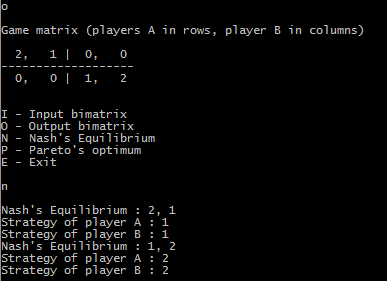 o
Game matrix (players A in rows, player B in columns)
2, 1 | 0, 0
--------------------
0, 0 | 1, 2
I - Input bimatrix
O - Output bimatrix
N - Nash's Equilibrium
P - Pareto's optimum
E - Exit
n
Nash's Equilibrium : 2, 1
Strategy of player A : 1
Strategy of player B : 1
Nash's Equilibrium : 1, 2
Strategy of player A : 2
Strategy of player B : 2